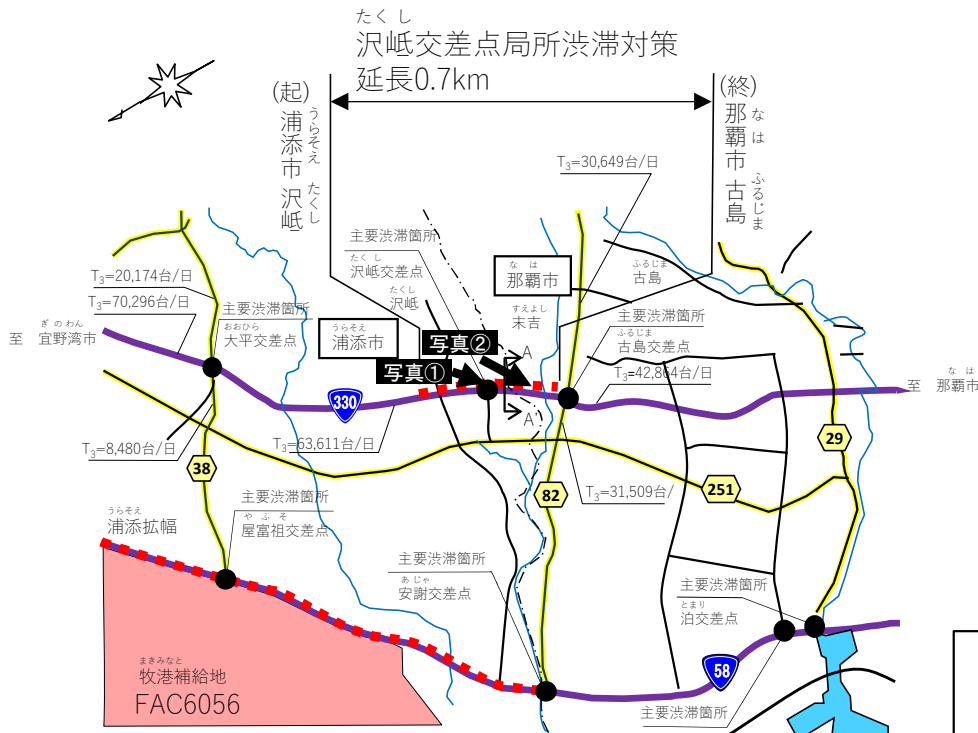 たくし
沢岻交差点局所渋滞対策
延長0.7km
(起)
浦添市 沢岻
うらそえ たくし
(終)
那覇市 古島
なは ふるじま
T3=30,649台/日
主要渋滞箇所
たくし
沢岻交差点
たくし
沢岻
なは
那覇市
ふるじま
古島
すえよし
末吉
T3=20,174台/日
T3=70,296台/日
主要渋滞箇所
おおひら
大平交差点
うらそえ
浦添市
写真②
写真①
A
A'
主要渋滞箇所
ふるじま
古島交差点
T3=42,864台/日
ぎのわん
至 宜野湾市
なは
至 那覇市
330
T3=63,611台/日
T3=8,480台/日
38
29
251
82
T3=31,509台/
主要渋滞箇所
やふそ
屋富祖交差点
うらそえ
浦添拡幅
主要渋滞箇所
あじゃ
安謝交差点
主要渋滞箇所
とまり
泊交差点
58
主要渋滞箇所
まきみなと
牧港補給地
FAC6056